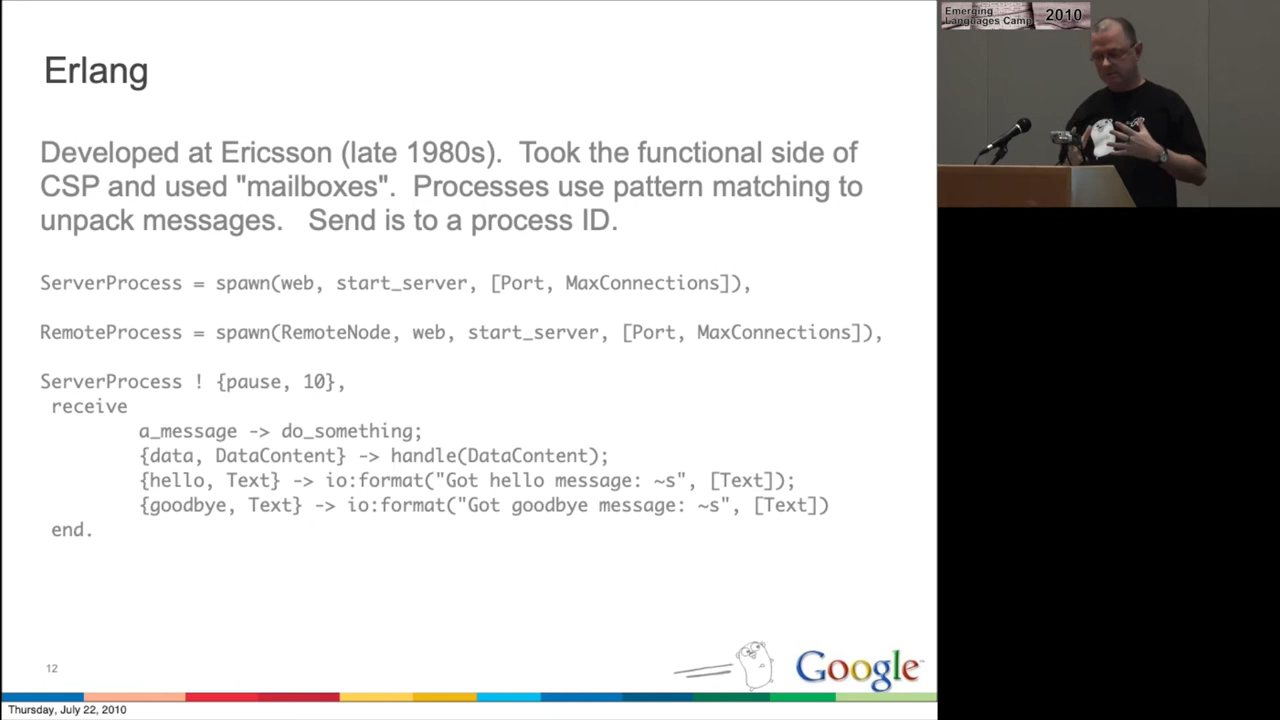 Emerging
Languages Camp 2010
Erlang
Developed at Ericsson (late 1980s).  Took the functional side of
CSP and used "mailboxes".  Processes use pattern matching to
unpack messages.   Send is to a process ID.
ServerProcess = spawn(web, start_server, [Port, MaxConnections]),
RemoteProcess = spawn(RemoteNode, web, start_server, [Port, MaxConnections]),
ServerProcess ! {pause, 10},
receive
a_message -> do_something;
{data, DataContent} -> handle(DataContent);
{hello, Text} -> io:format("Got hello message: ~s", [Text]);
{goodbye, Text} -> io:format("Got goodbye message: ~s", [Text])
end.
12
Google™
Thursday, July 22, 2010